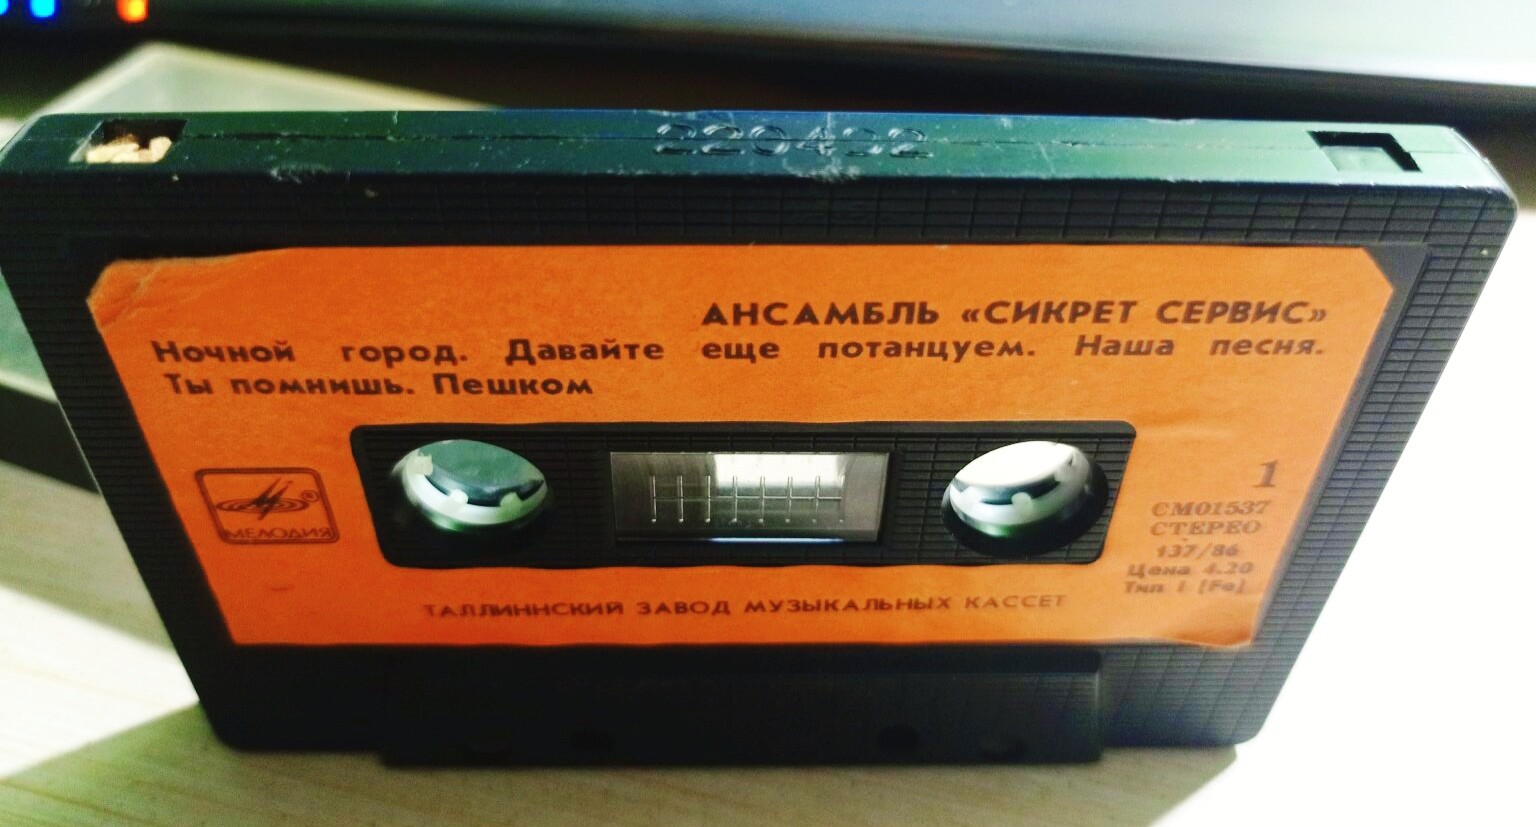 220432
АНСАМБЛЬ «СИКРЕТ СЕРВИС»
Ночной город. Давайте еще потанцуем. Наша песня.
Ты помнишь. Пешком
МЕЛОДИЯ ®
1
СМ01537
СТЕРЕО
137/86
Цена 4.20
Тип I [Fe]
ТАЛЛИННСКИЙ ЗАВОД МУЗЫКАЛЬНЫХ КАССЕТ